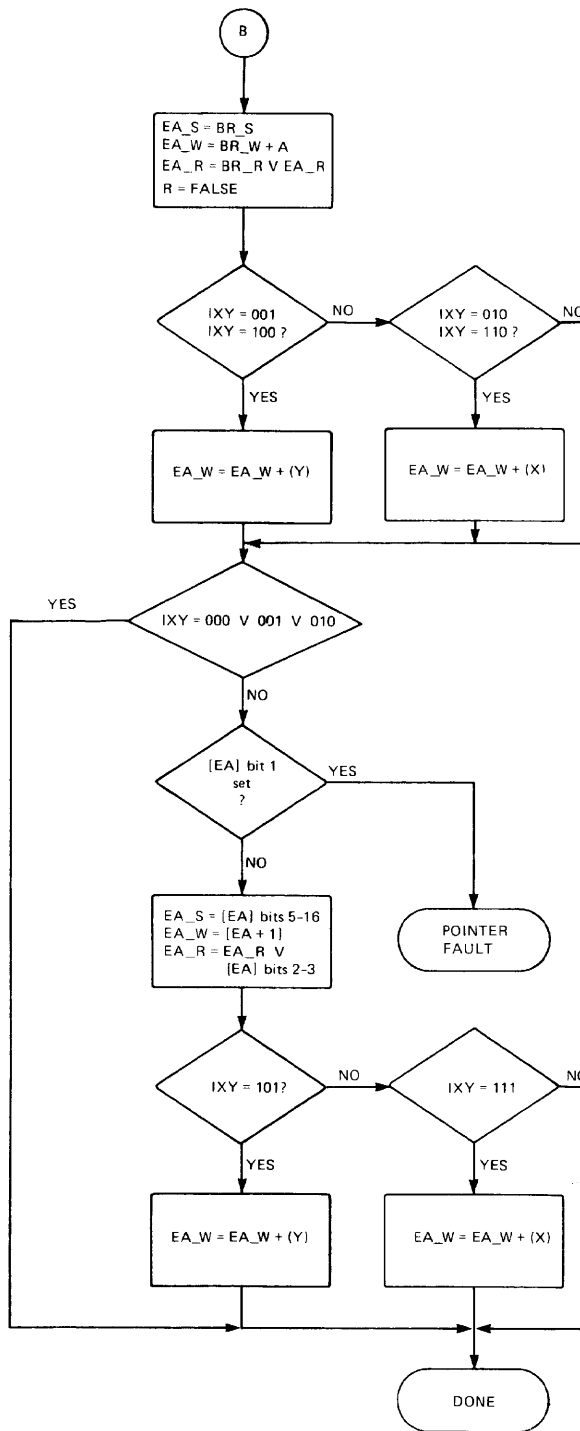 B
EA_S = BR_S
EA_W = BR_W + A
EA_R = BR_R V EA_R
R = FALSE
IXY = 001
IXY = 100 ?
NO
IXY = 010
IXY = 110 ?
NO
YES
YES
EA_W = EA_W + (Y)
EA_W = EA_W + (X)
YES
IXY = 000 V 001 V 010
NO
[EA] bit 1
set
?
YES
NO
EA_S = [EA] bits 5-16
EA_W = [EA + 1]
EA_R = EA_R V
[EA] bits 2-3
POINTER
FAULT
IXY = 101?
NO
IXY = 111
NO
YES
YES
EA_W = EA_W + (Y)
EA_W = EA_W + (X)
DONE